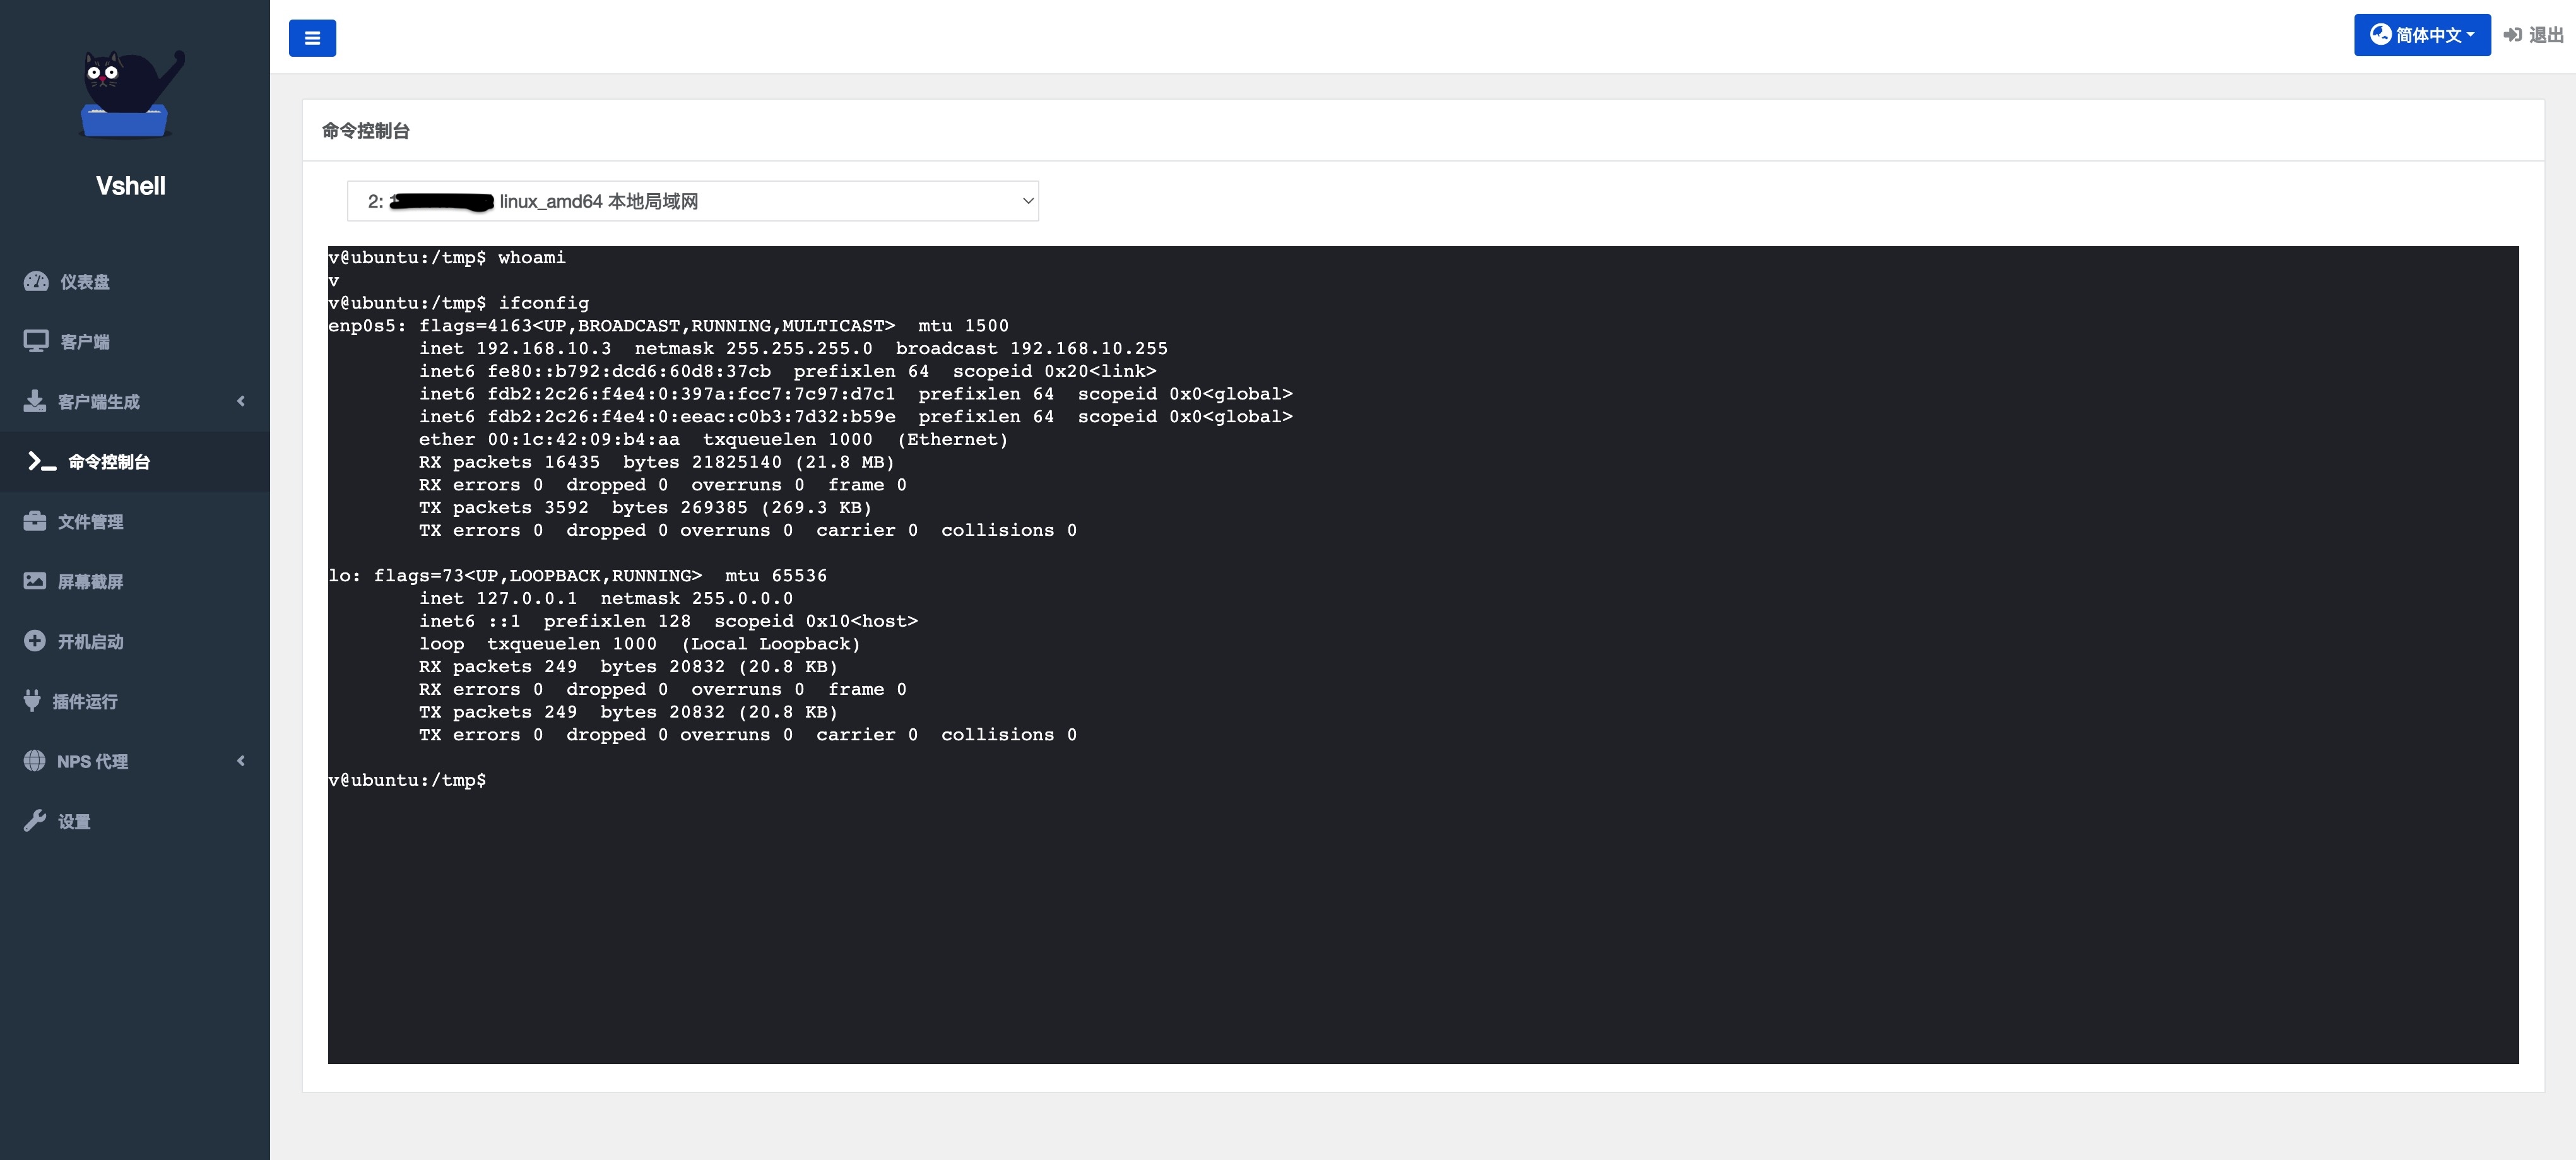 简体中文
退出
Vshell
仪表盘
客户端
客户端生成
命令控制台
文件管理
屏幕截屏
开机启动
插件运行
NPS 代理
设置
命令控制台
2: linux_amd64 本地局域网
v@ubuntu:/tmp$ whoami
v
v@ubuntu:/tmp$ ifconfig
enp0s5: flags=4163<UP,BROADCAST,RUNNING,MULTICAST>  mtu 1500
        inet 192.168.10.3  netmask 255.255.255.0  broadcast 192.168.10.255
        inet6 fe80::b792:dcd6:60d8:37cb  prefixlen 64  scopeid 0x20<link>
        inet6 fdb2:2c26:f4e4:0:397a:fcc7:7c97:d7c1  prefixlen 64  scopeid 0x0<global>
        inet6 fdb2:2c26:f4e4:0:eeac:c0b3:7d32:b59e  prefixlen 64  scopeid 0x0<global>
        ether 00:1c:42:09:b4:aa  txqueuelen 1000  (Ethernet)
        RX packets 16435  bytes 21825140 (21.8 MB)
        RX errors 0  dropped 0  overruns 0  frame 0
        TX packets 3592  bytes 269385 (269.3 KB)
        TX errors 0  dropped 0 overruns 0  carrier 0  collisions 0
lo: flags=73<UP,LOOPBACK,RUNNING>  mtu 65536
        inet 127.0.0.1  netmask 255.0.0.0
        inet6 ::1  prefixlen 128  scopeid 0x10<host>
        loop  txqueuelen 1000  (Local Loopback)
        RX packets 249  bytes 20832 (20.8 KB)
        RX errors 0  dropped 0  overruns 0  frame 0
        TX packets 249  bytes 20832 (20.8 KB)
        TX errors 0  dropped 0 overruns 0  carrier 0  collisions 0
v@ubuntu:/tmp$